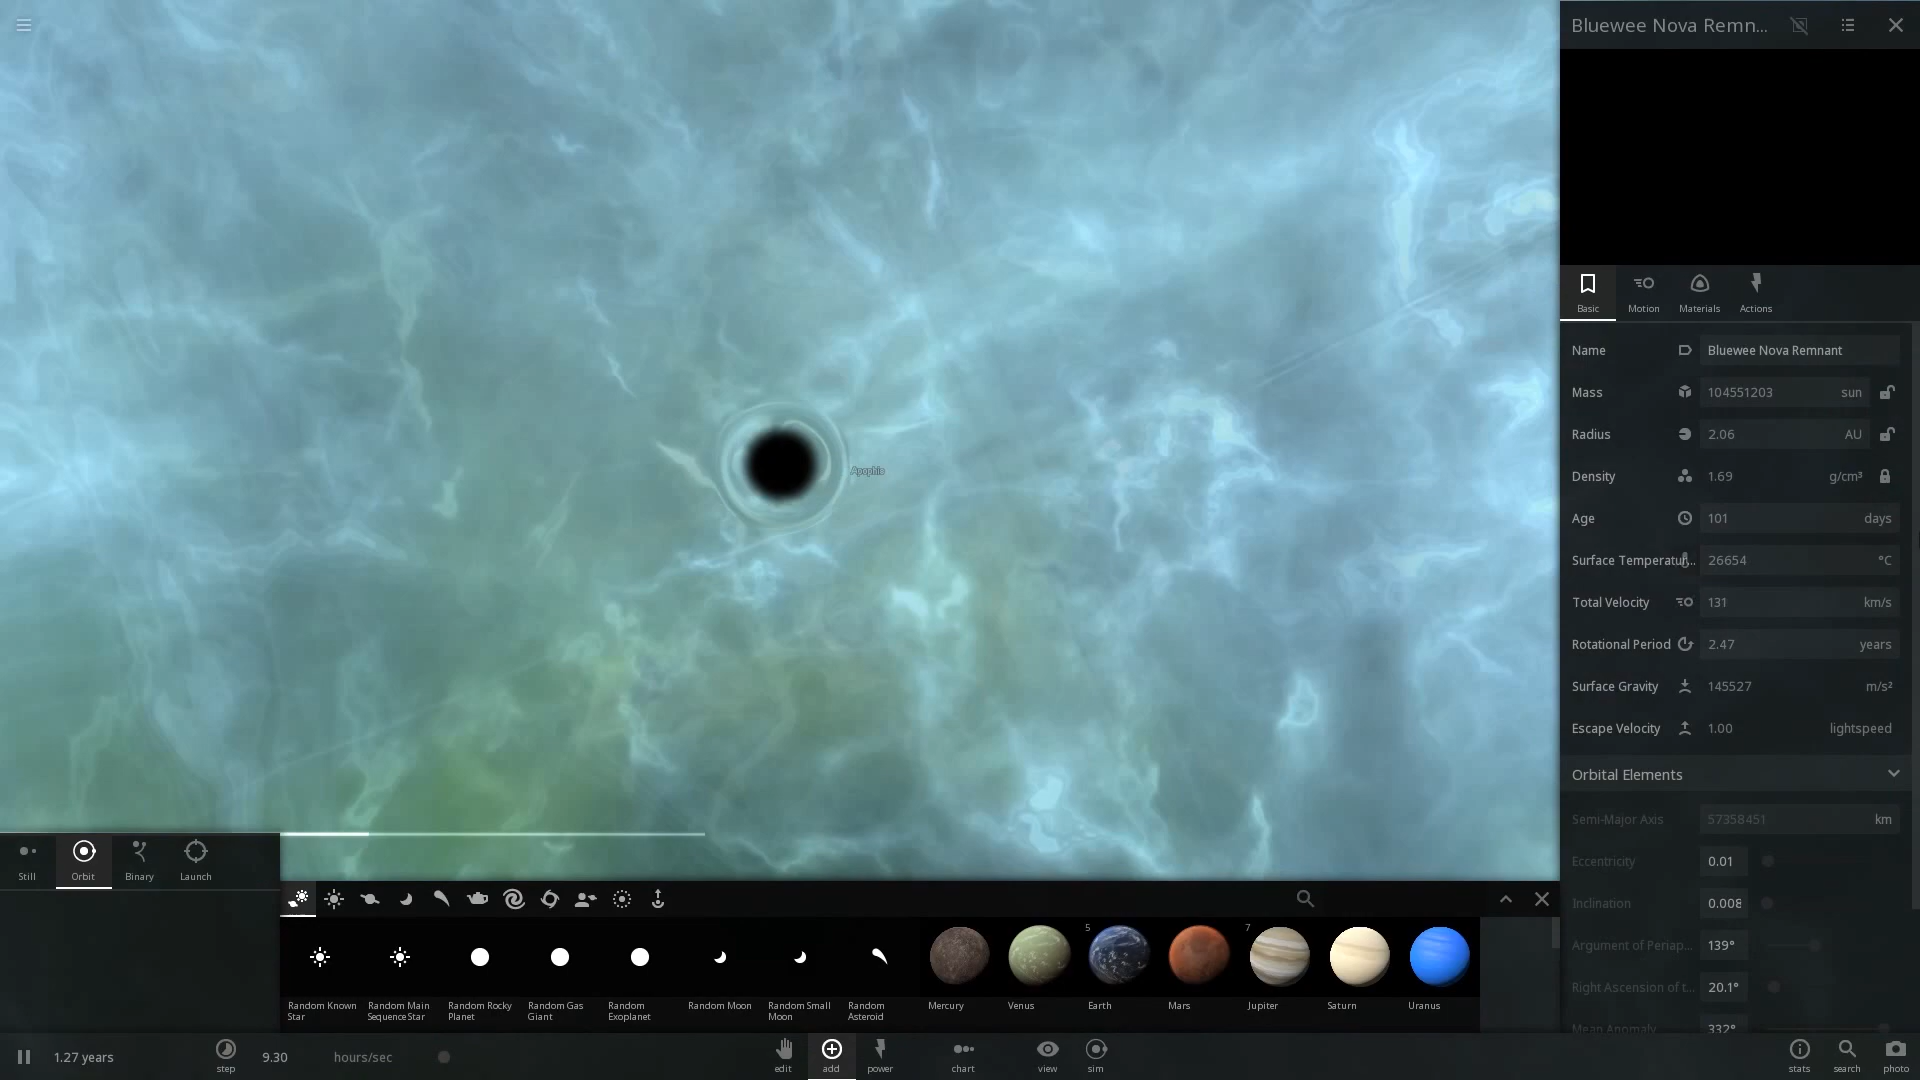 Bluewee Nova Remn...
Basic
Motion
Materials
Actions
Name
Bluewee Nova Remnant
Mass
104551203
sun
Radius
2.06
AU
Density
1.69
g/cm³
Age
101
days
Surface Temperatur...
26654
°C
Total Velocity
131
km/s
Rotational Period
2.47
years
Surface Gravity
145527
m/s²
Escape Velocity
1.00
lightspeed
Orbital Elements
Semi-Major Axis
57358451
km
Eccentricity
0.01
Inclination
0.008
Argument of Periap...
139°
Right Ascension of t...
20.1°
Mean Anomaly
332°
Apophis
Still
Orbit
Binary
Launch
5
7
Random Known
Star
Random Main
Sequence Star
Random Rocky
Planet
Random Gas
Giant
Random
Exoplanet
Random Moon
Random Small
Moon
Random
Asteroid
Mercury
Venus
Earth
Mars
Jupiter
Saturn
Uranus
1.27 years
step
9.30
hours/sec
edit
add
power
chart
view
sim
stats
search
photo